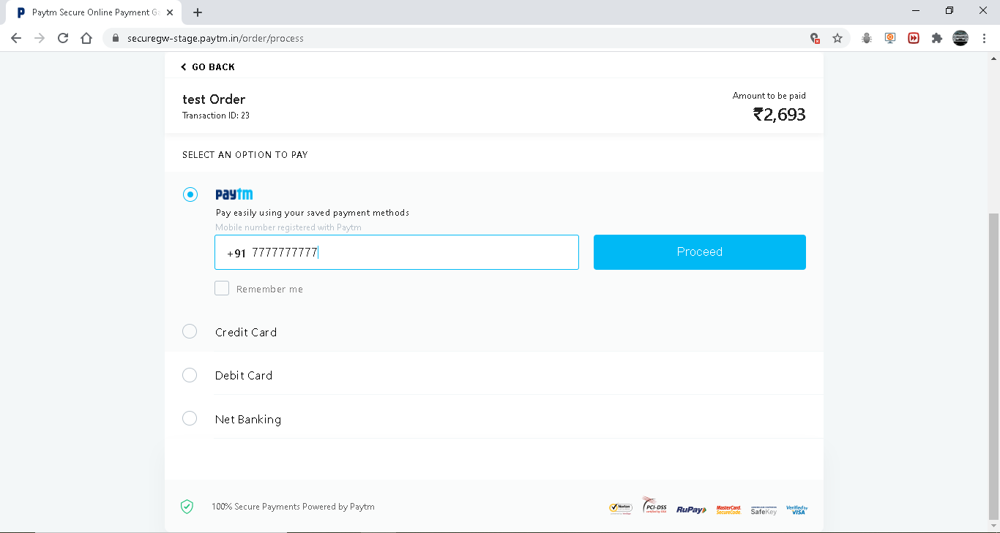 Paytm Secure Online Payment Ga
securegw-stage.paytm.in/order/process
GO BACK
test Order
Transaction ID: 23
Amount to be paid
₹2,693
SELECT AN OPTION TO PAY
paytm
Pay easily using your saved payment methods
Mobile number registered with Paytm
+91 7777777777
Proceed
Remember me
Credit Card
Debit Card
Net Banking
100% Secure Payments Powered by Paytm
Norton
PCI-DSS
RuPay
MasterCard.
SecureCode.
AMERICAN EXPRESS
SafeKey
Verified by
VISA